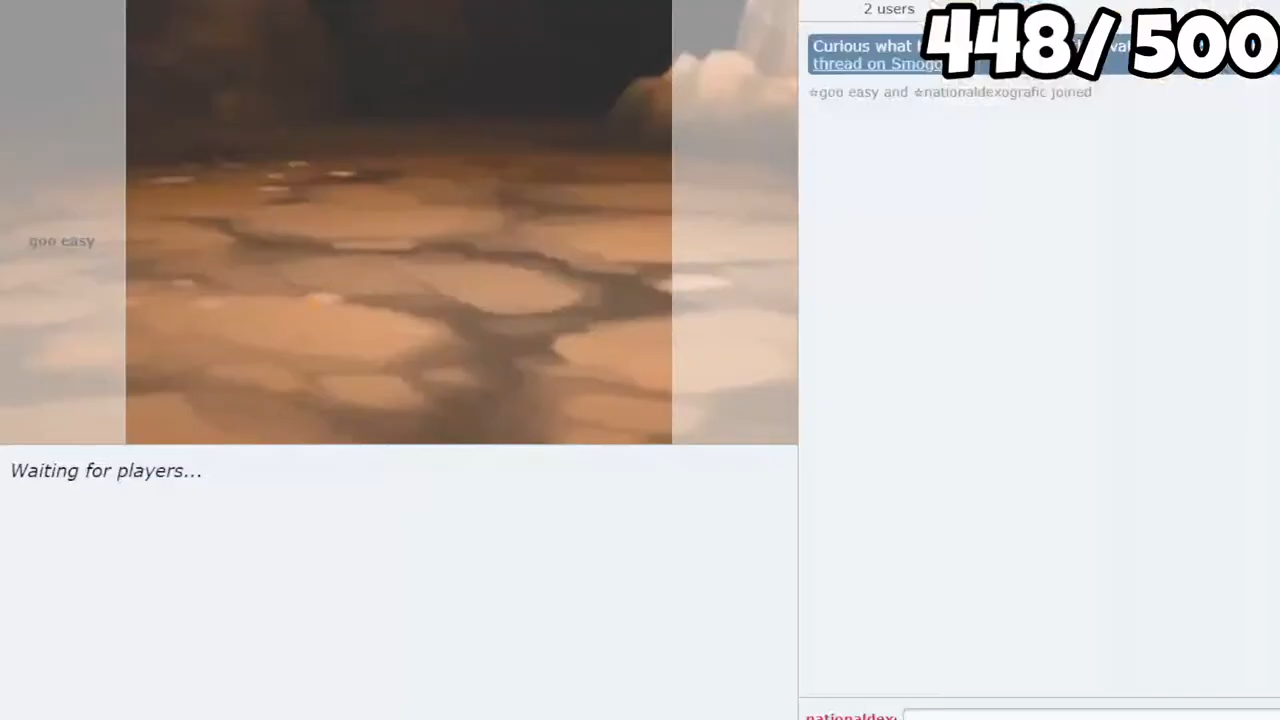 2 users
448/500
Curious what
thread on Smogo
☆goo easy and ☆nationaldexografic joined
goo easy
Waiting for players...
nationaldex: